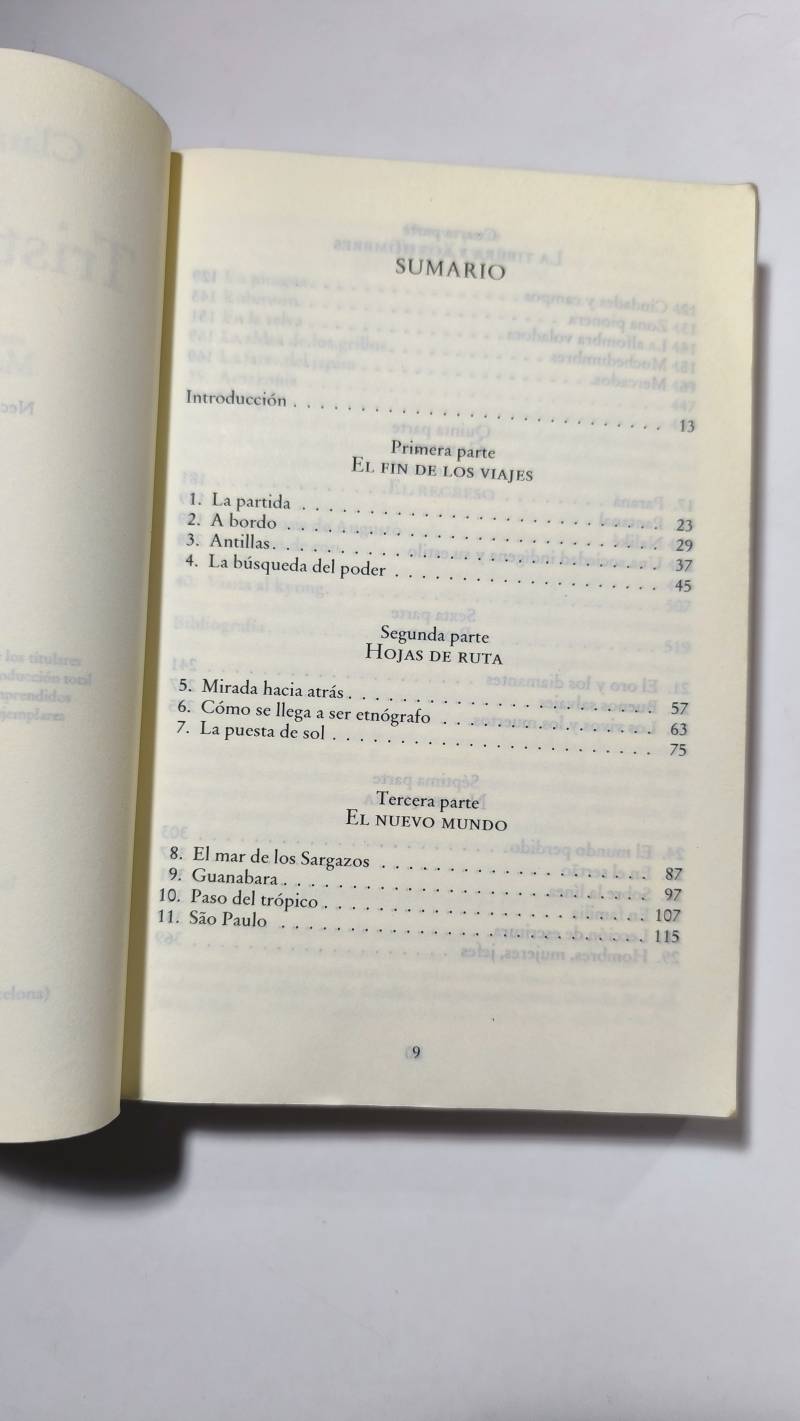 SUMARIO
Introducción . . . . . . . . . . . . . . . . . . . . . . . . . . . . 13
Primera parte
El fin de los viajes
1. La partida . . . . . . . . . . . . . . . . . . . . . . . . . . . 23
2. A bordo . . . . . . . . . . . . . . . . . . . . . . . . . . . . 29
3. Antillas. . . . . . . . . . . . . . . . . . . . . . . . . . . . . 37
4. La búsqueda del poder . . . . . . . . . . . . . . . . . . . . 45
Segunda parte
Hojas de ruta
5. Mirada hacia atrás . . . . . . . . . . . . . . . . . . . . . . . 57
6. Cómo se llega a ser etnógrafo . . . . . . . . . . . . . . . . 63
7. La puesta de sol . . . . . . . . . . . . . . . . . . . . . . . . 75
Tercera parte
El nuevo mundo
8. El mar de los Sargazos . . . . . . . . . . . . . . . . . . . . . 87
9. Guanabara . . . . . . . . . . . . . . . . . . . . . . . . . . . . 97
10. Paso del trópico . . . . . . . . . . . . . . . . . . . . . . . . . 107
11. São Paulo . . . . . . . . . . . . . . . . . . . . . . . . . . . . 115
9